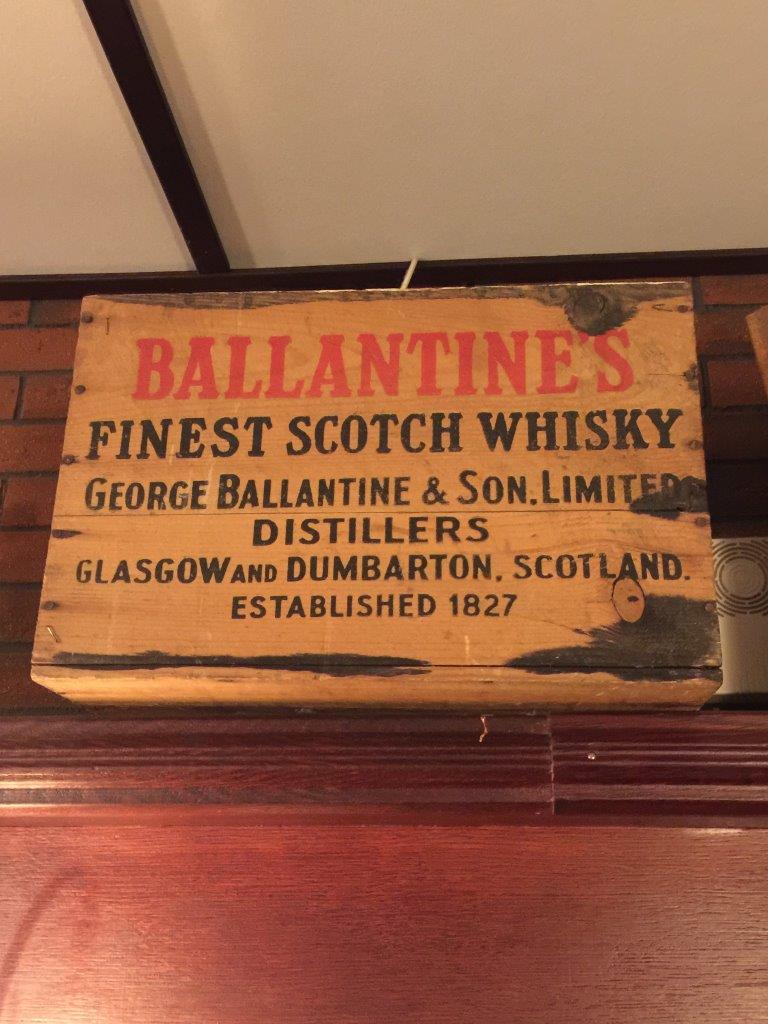 BALLANTINE'S
FINEST SCOTCH WHISKY
GEORGE BALLANTINE & SON, LIMITED
DISTILLERS
GLASGOW AND DUMBARTON, SCOTLAND.
ESTABLISHED 1827